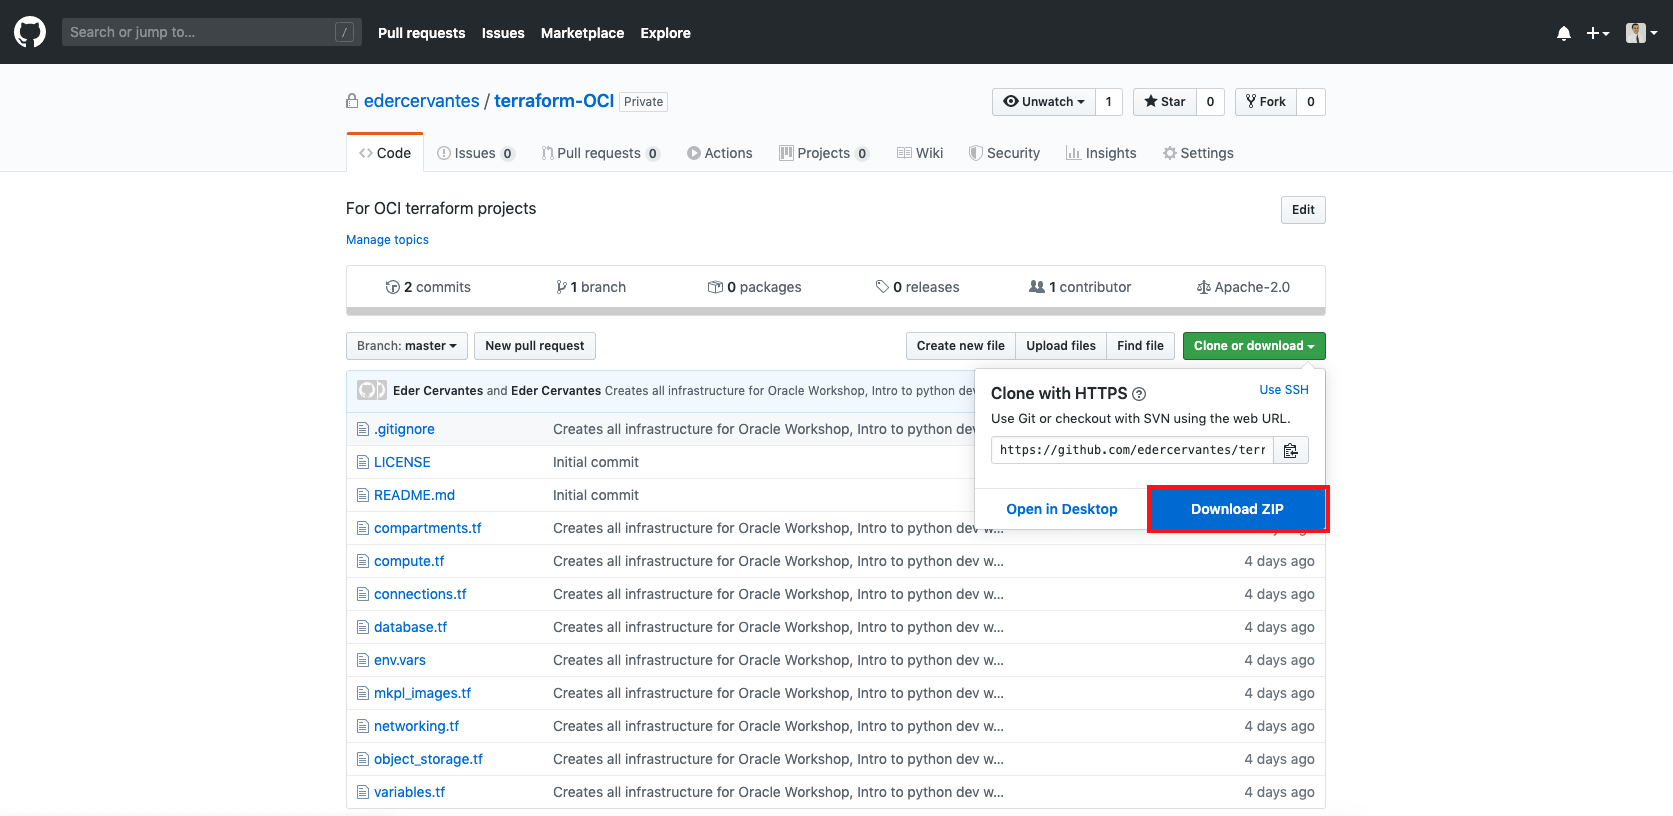 Search or jump to... / Pull requests Issues Marketplace Explore
edercervantes / terraform-OCI Private Unwatch 1 Star 0 Fork 0
Code Issues 0 Pull requests 0 Actions Projects 0 Wiki Security Insights Settings
For OCI terraform projects Edit
Manage topics
2 commits 1 branch 0 packages 0 releases 1 contributor Apache-2.0
Branch: master New pull request Create new file Upload files Find file Clone or download
Eder Cervantes and Eder Cervantes Creates all infrastructure for Oracle Workshop, Intro to python dev
Clone with HTTPS ? Use SSH
Use Git or checkout with SVN using the web URL.
https://github.com/edercervantes/terr
Open in Desktop Download ZIP
.gitignore Creates all infrastructure for Oracle Workshop, Intro to python dev
LICENSE Initial commit
README.md Initial commit
compartments.tf Creates all infrastructure for Oracle Workshop, Intro to python dev w...
compute.tf Creates all infrastructure for Oracle Workshop, Intro to python dev w... 4 days ago
connections.tf Creates all infrastructure for Oracle Workshop, Intro to python dev w... 4 days ago
database.tf Creates all infrastructure for Oracle Workshop, Intro to python dev w... 4 days ago
env.vars Creates all infrastructure for Oracle Workshop, Intro to python dev w... 4 days ago
mkpl_images.tf Creates all infrastructure for Oracle Workshop, Intro to python dev w... 4 days ago
networking.tf Creates all infrastructure for Oracle Workshop, Intro to python dev w... 4 days ago
object_storage.tf Creates all infrastructure for Oracle Workshop, Intro to python dev w... 4 days ago
variables.tf Creates all infrastructure for Oracle Workshop, Intro to python dev w... 4 days ago